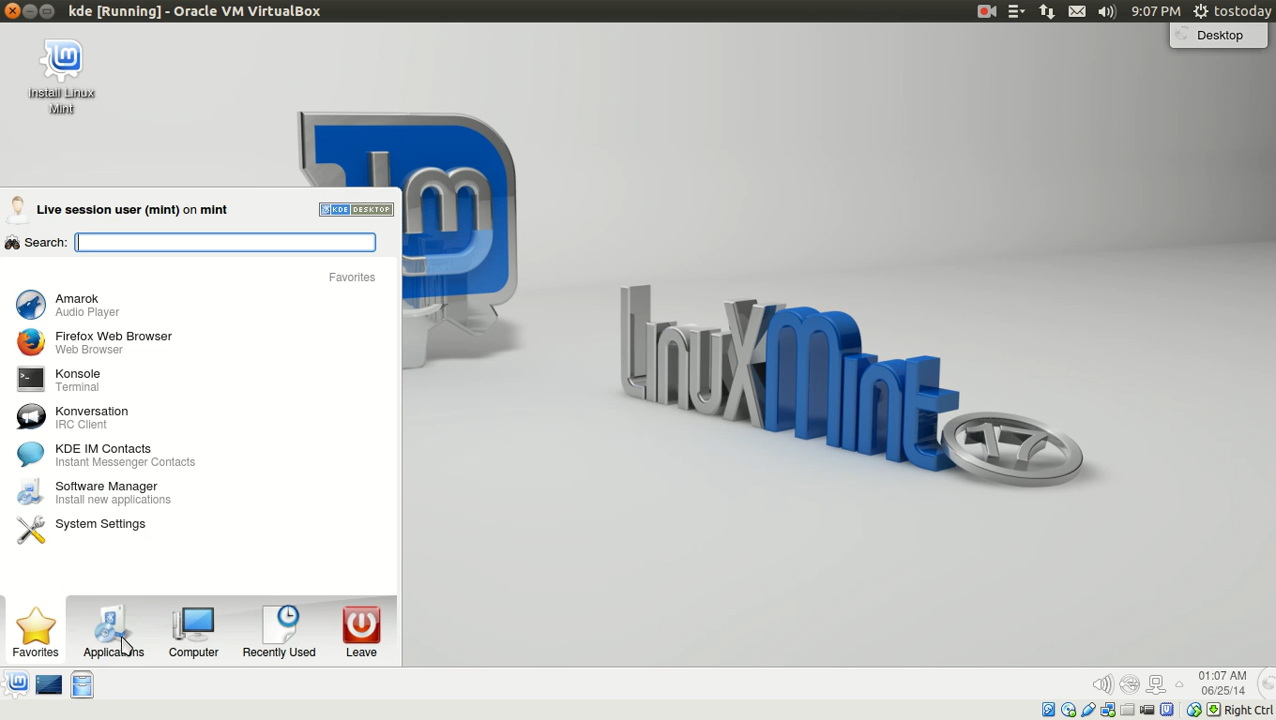 kde [Running] - Oracle VM VirtualBox
9:07 PM tostoday
Desktop
Install Linux
Mint
lm
Live session user (mint) on mint
KDE DESKTOP
Search:
Favorites
Amarok
Audio Player
Firefox Web Browser
Web Browser
Konsole
Terminal
Konversation
IRC Client
KDE IM Contacts
Instant Messenger Contacts
Software Manager
Install new applications
System Settings
LinuxMint 17
Favorites
Applications
Computer
Recently Used
Leave
01:07 AM
06/25/14
Right Ctrl